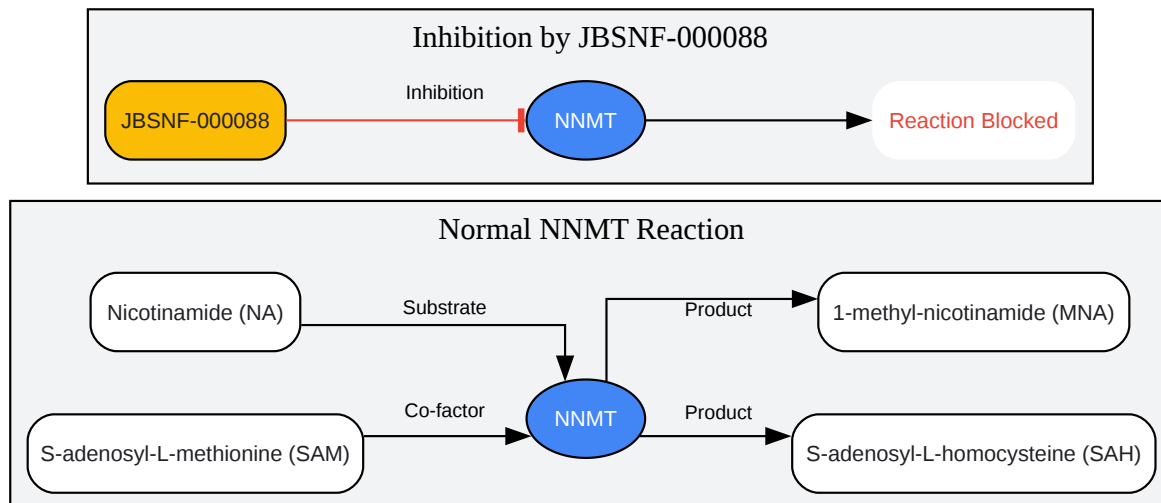 Inhibition by JBSNF-000088
Inhibition
JBSNF-000088
NNMT
Reaction Blocked
Normal NNMT Reaction
Nicotinamide (NA)
Substrate
Product
1-methyl-nicotinamide (MNA)
Co-factor
NNMT
Product
S-adenosyl-L-methionine (SAM)
S-adenosyl-L-homocysteine (SAH)